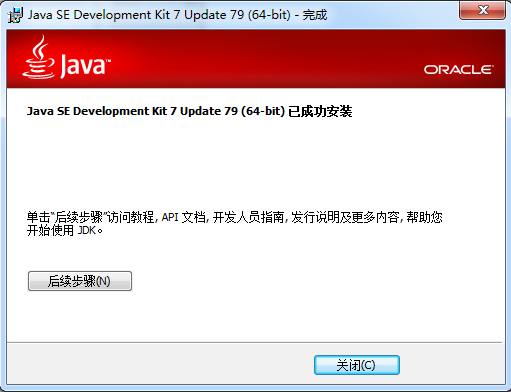 Java SE Development Kit 7 Update 79 (64-bit) - 完成
Java™
ORACLE®
Java SE Development Kit 7 Update 79 (64-bit) 已成功安装
单击“后续步骤”访问教程, API 文档, 开发人员指南, 发行说明及更多内容, 帮助您
开始使用 JDK。
后续步骤(N)
关闭(C)